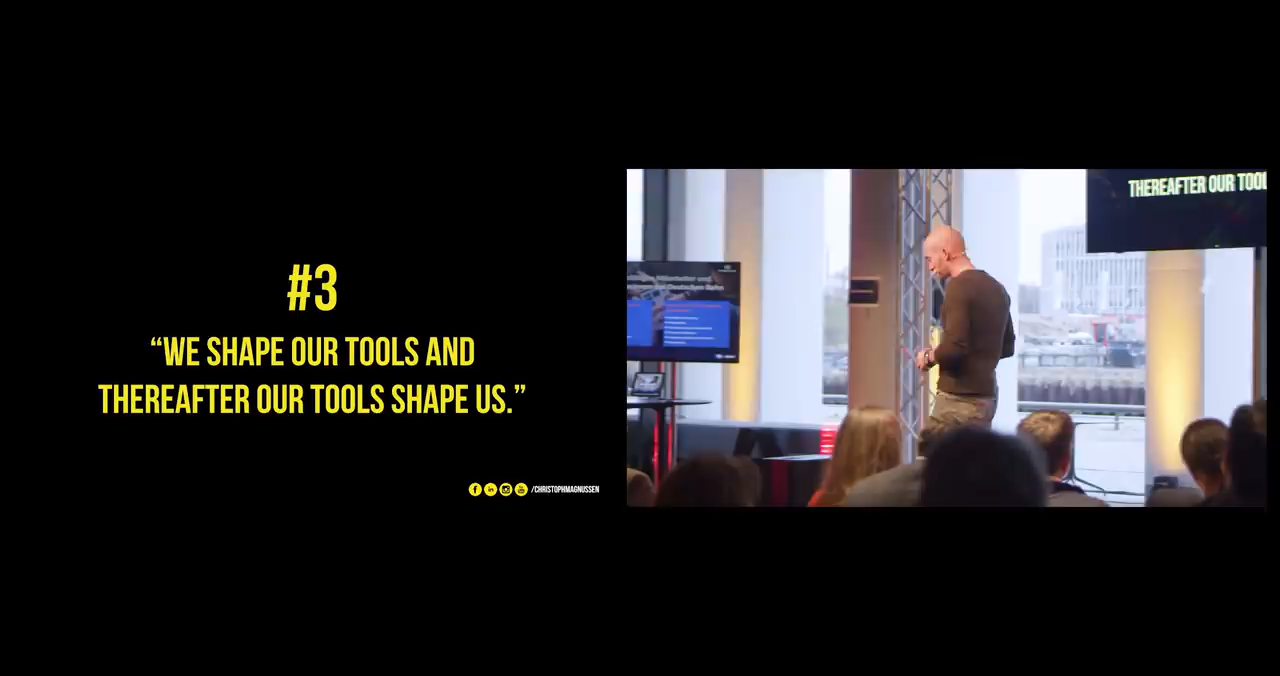 #3
“WE SHAPE OUR TOOLS AND
THEREAFTER OUR TOOLS SHAPE US.”
/CHRISTOPHMAGNUSSEN
THEREAFTER OUR TOOL